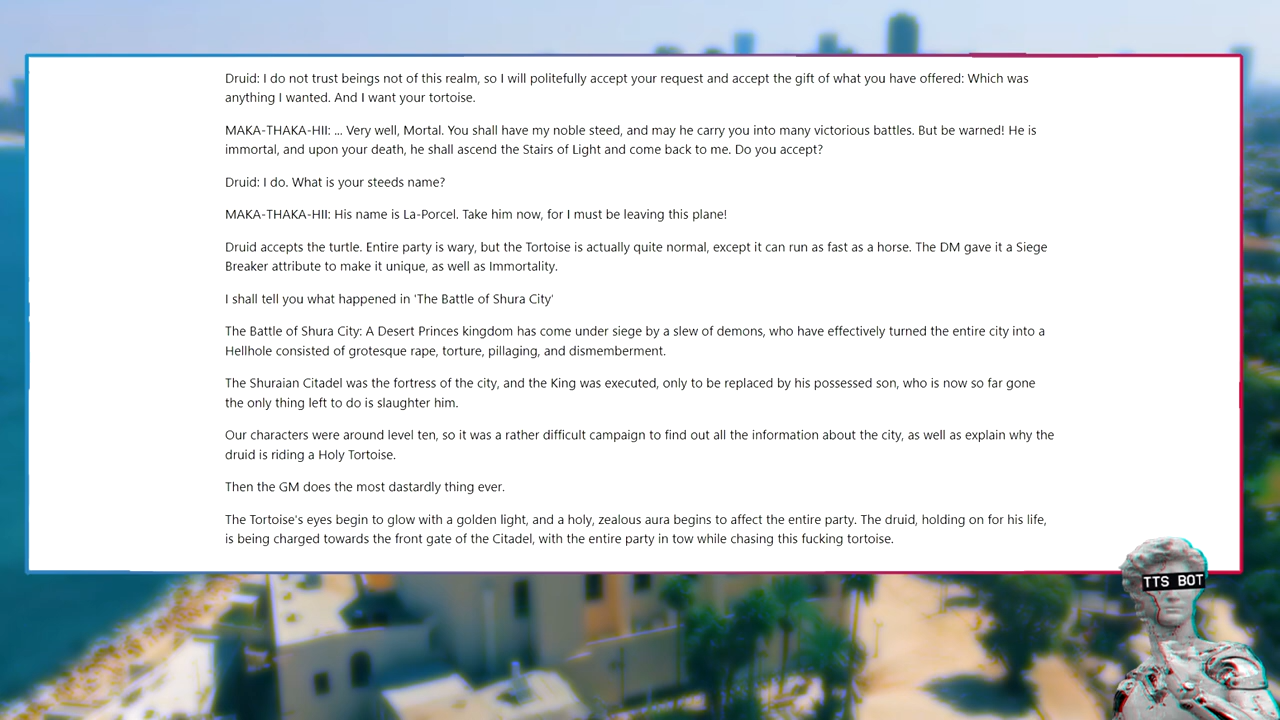 Druid: I do not trust beings not of this realm, so I will politefully accept your request and accept the gift of what you have offered: Which was
anything I wanted. And I want your tortoise.
MAKA-THAKA-HII: ... Very well, Mortal. You shall have my noble steed, and may he carry you into many victorious battles. But be warned! He is
immortal, and upon your death, he shall ascend the Stairs of Light and come back to me. Do you accept?
Druid: I do. What is your steeds name?
MAKA-THAKA-HII: His name is La-Porcel. Take him now, for I must be leaving this plane!
Druid accepts the turtle. Entire party is wary, but the Tortoise is actually quite normal, except it can run as fast as a horse. The DM gave it a Siege
Breaker attribute to make it unique, as well as Immortality.
I shall tell you what happened in 'The Battle of Shura City'
The Battle of Shura City: A Desert Princes kingdom has come under siege by a slew of demons, who have effectively turned the entire city into a
Hellhole consisted of grotesque rape, torture, pillaging, and dismemberment.
The Shuraian Citadel was the fortress of the city, and the King was executed, only to be replaced by his possessed son, who is now so far gone
the only thing left to do is slaughter him.
Our characters were around level ten, so it was a rather difficult campaign to find out all the information about the city, as well as explain why the
druid is riding a Holy Tortoise.
Then the GM does the most dastardly thing ever.
The Tortoise's eyes begin to glow with a golden light, and a holy, zealous aura begins to affect the entire party. The druid, holding on for his life,
is being charged towards the front gate of the Citadel, with the entire party in tow while chasing this fucking tortoise.
TTS BOT